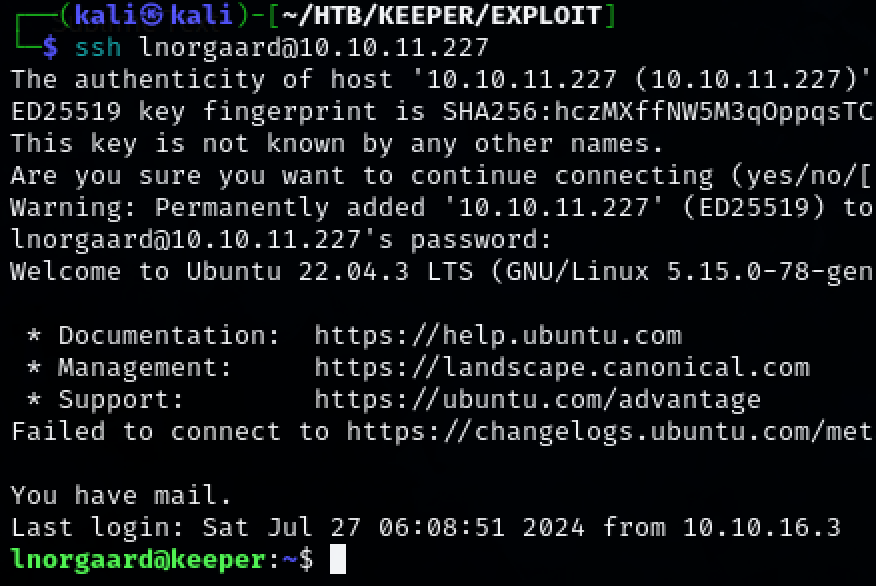 ┌──(kali㉿kali)-[~/HTB/KEEPER/EXPLOIT]
└─$ ssh lnorgaard@10.10.11.227
The authenticity of host '10.10.11.227 (10.10.11.227)'
ED25519 key fingerprint is SHA256:hczMXffNW5M3qOppqsTC
This key is not known by any other names.
Are you sure you want to continue connecting (yes/no/[
Warning: Permanently added '10.10.11.227' (ED25519) to
lnorgaard@10.10.11.227's password:
Welcome to Ubuntu 22.04.3 LTS (GNU/Linux 5.15.0-78-gen
* Documentation:  https://help.ubuntu.com
* Management:     https://landscape.canonical.com
* Support:        https://ubuntu.com/advantage
Failed to connect to https://changelogs.ubuntu.com/met
You have mail.
Last login: Sat Jul 27 06:08:51 2024 from 10.10.16.3
lnorgaard@keeper:~$